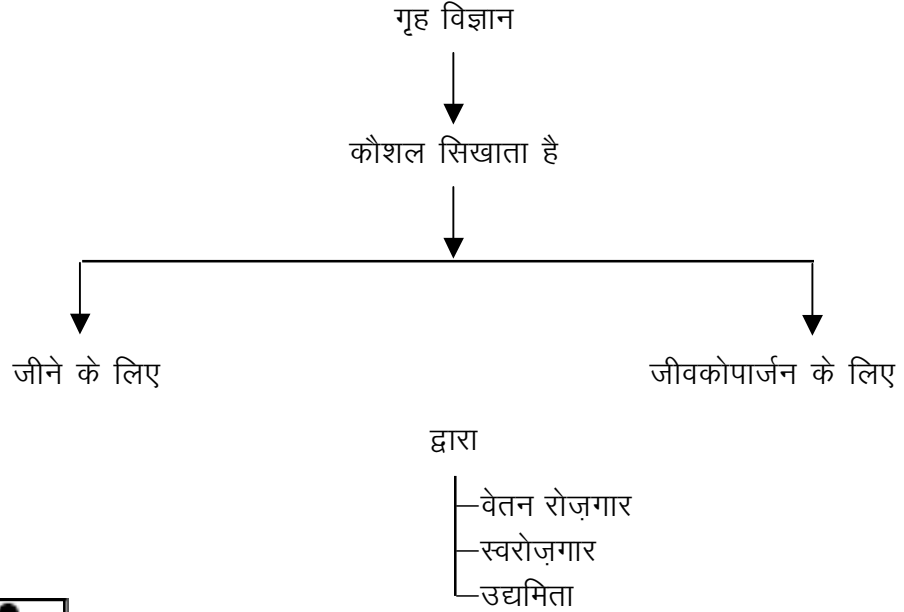 गृह विज्ञान
कौशल सिखाता है
जीने के लिए
जीवकोपार्जन के लिए
द्वारा
वेतन रोज़गार
स्वरोज़गार
उद्यमिता